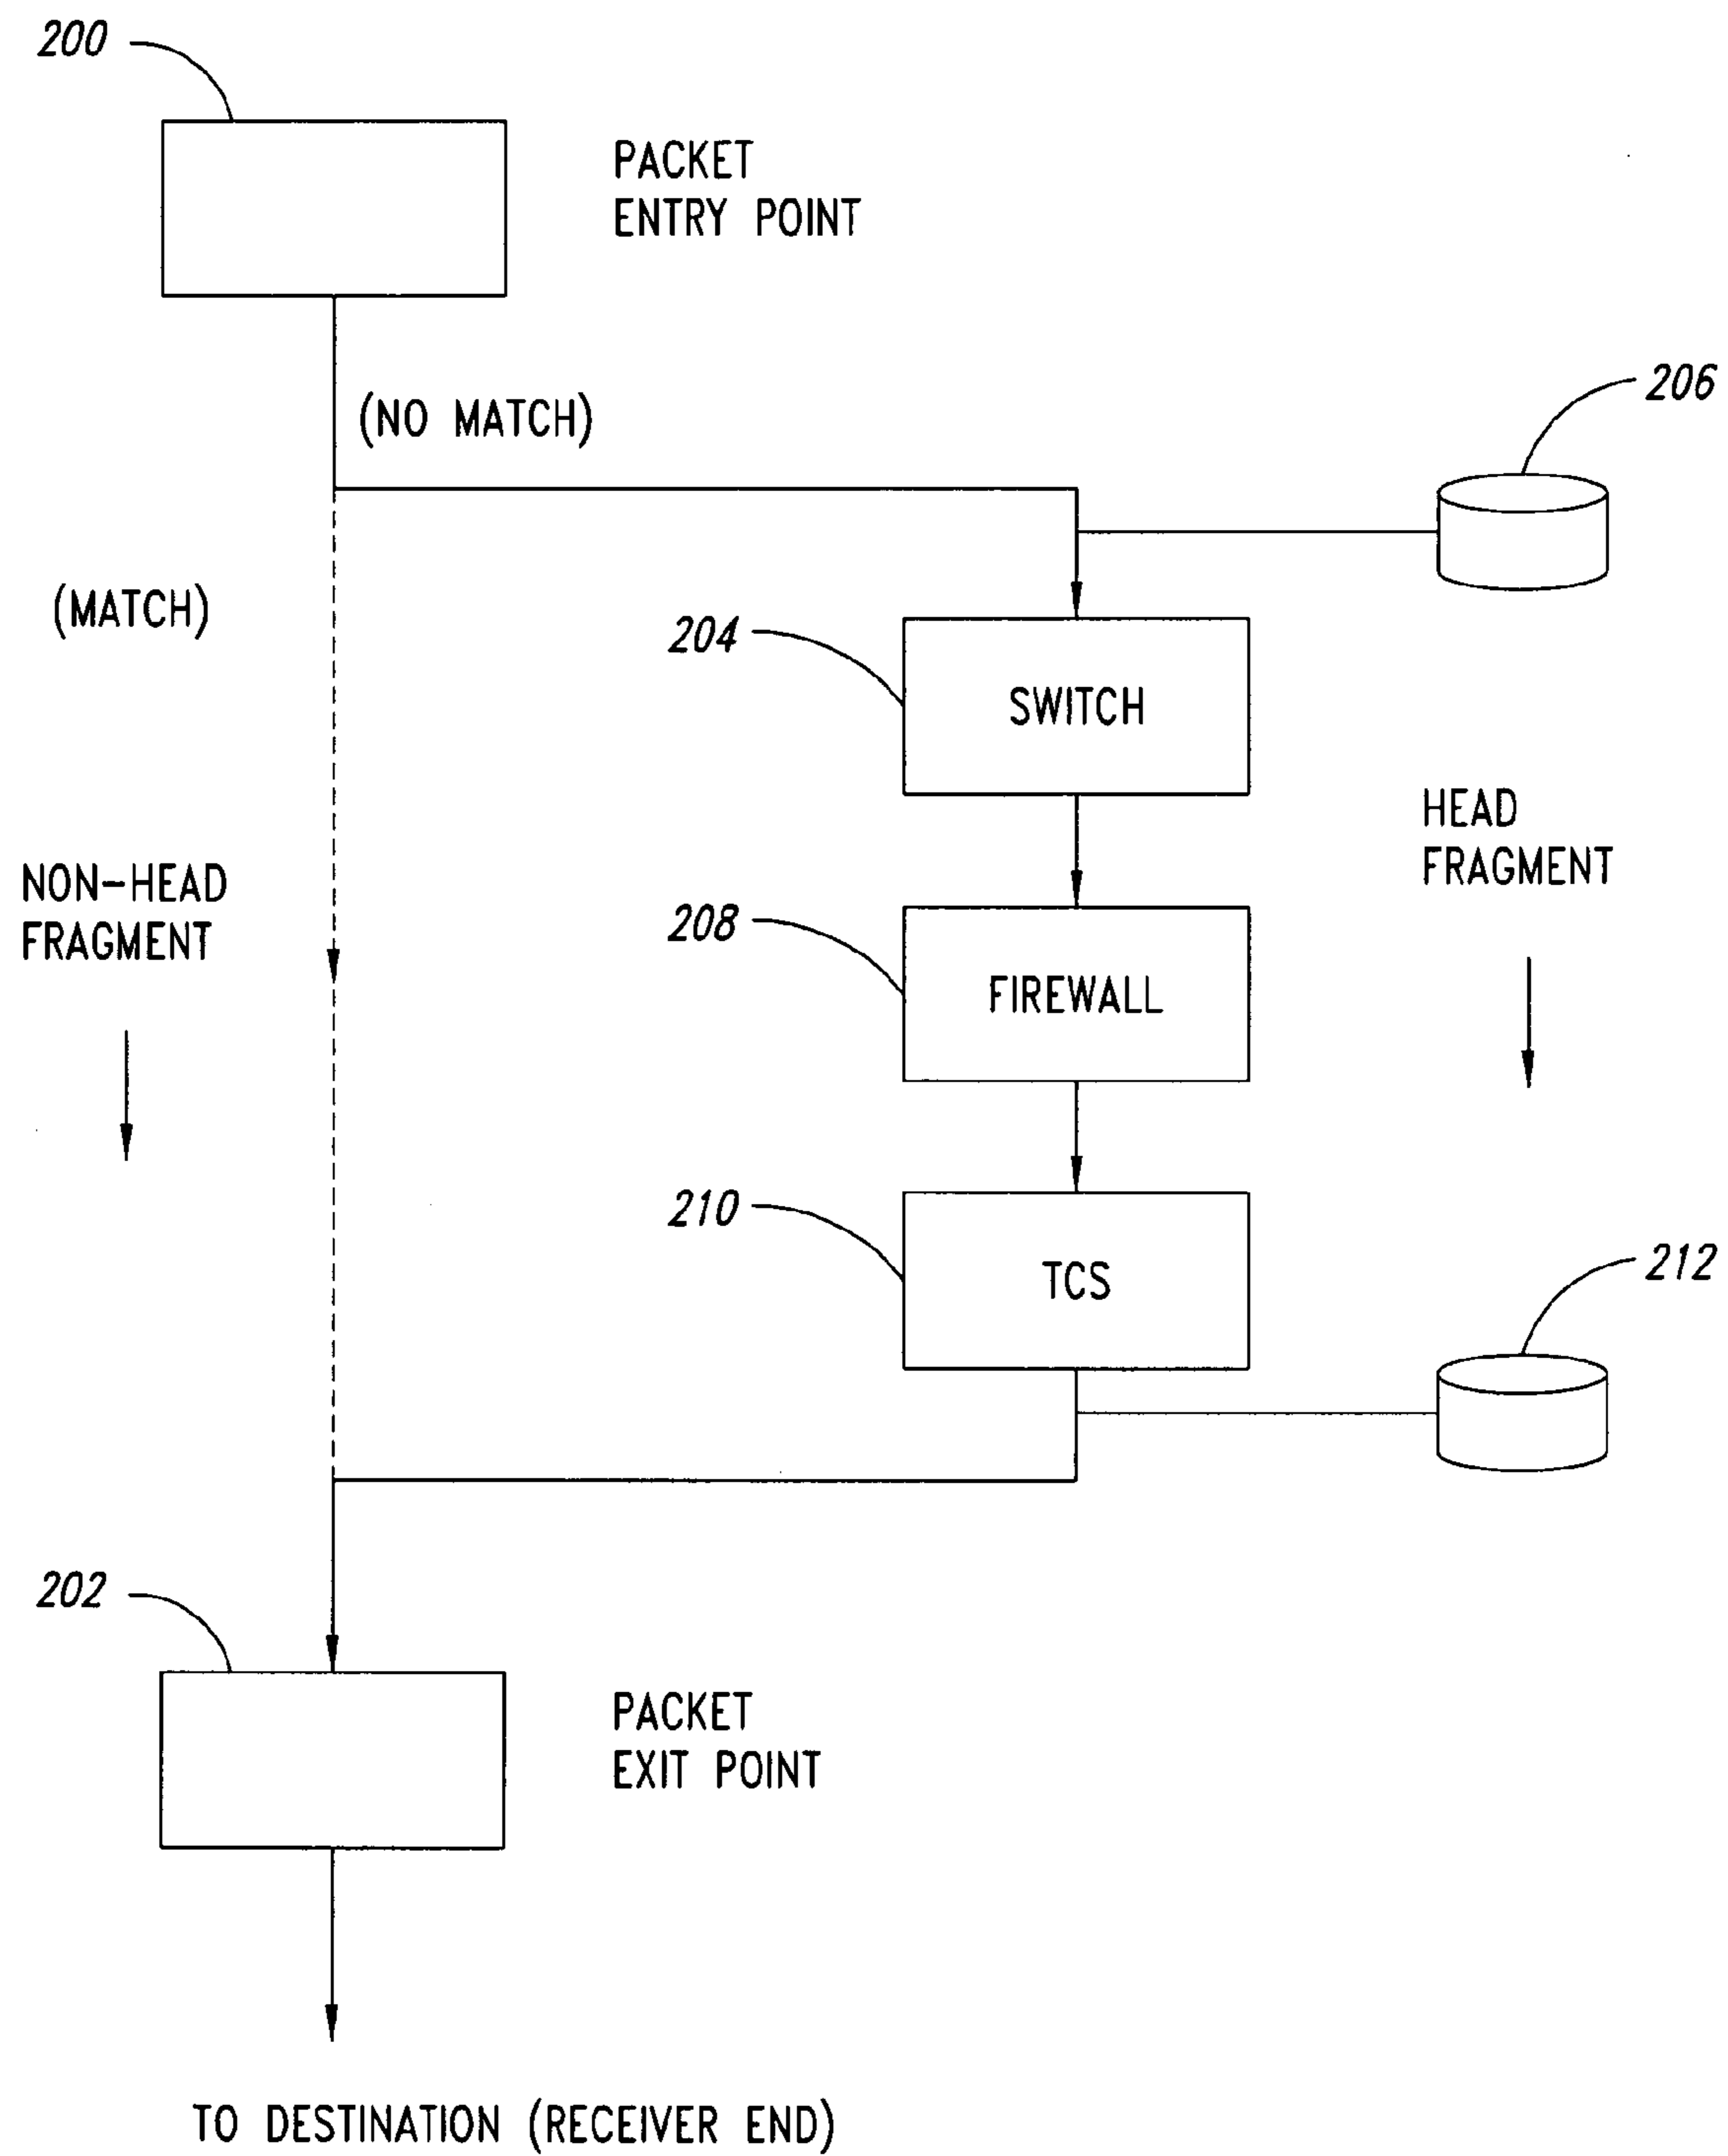 200
PACKET
ENTRY POINT
(NO MATCH)
206
(MATCH)
204
SWITCH
HEAD
FRAGMENT
NON-HEAD
FRAGMENT
208
FIREWALL
210
TCS
212
202
PACKET
EXIT POINT
TO DESTINATION (RECEIVER END)